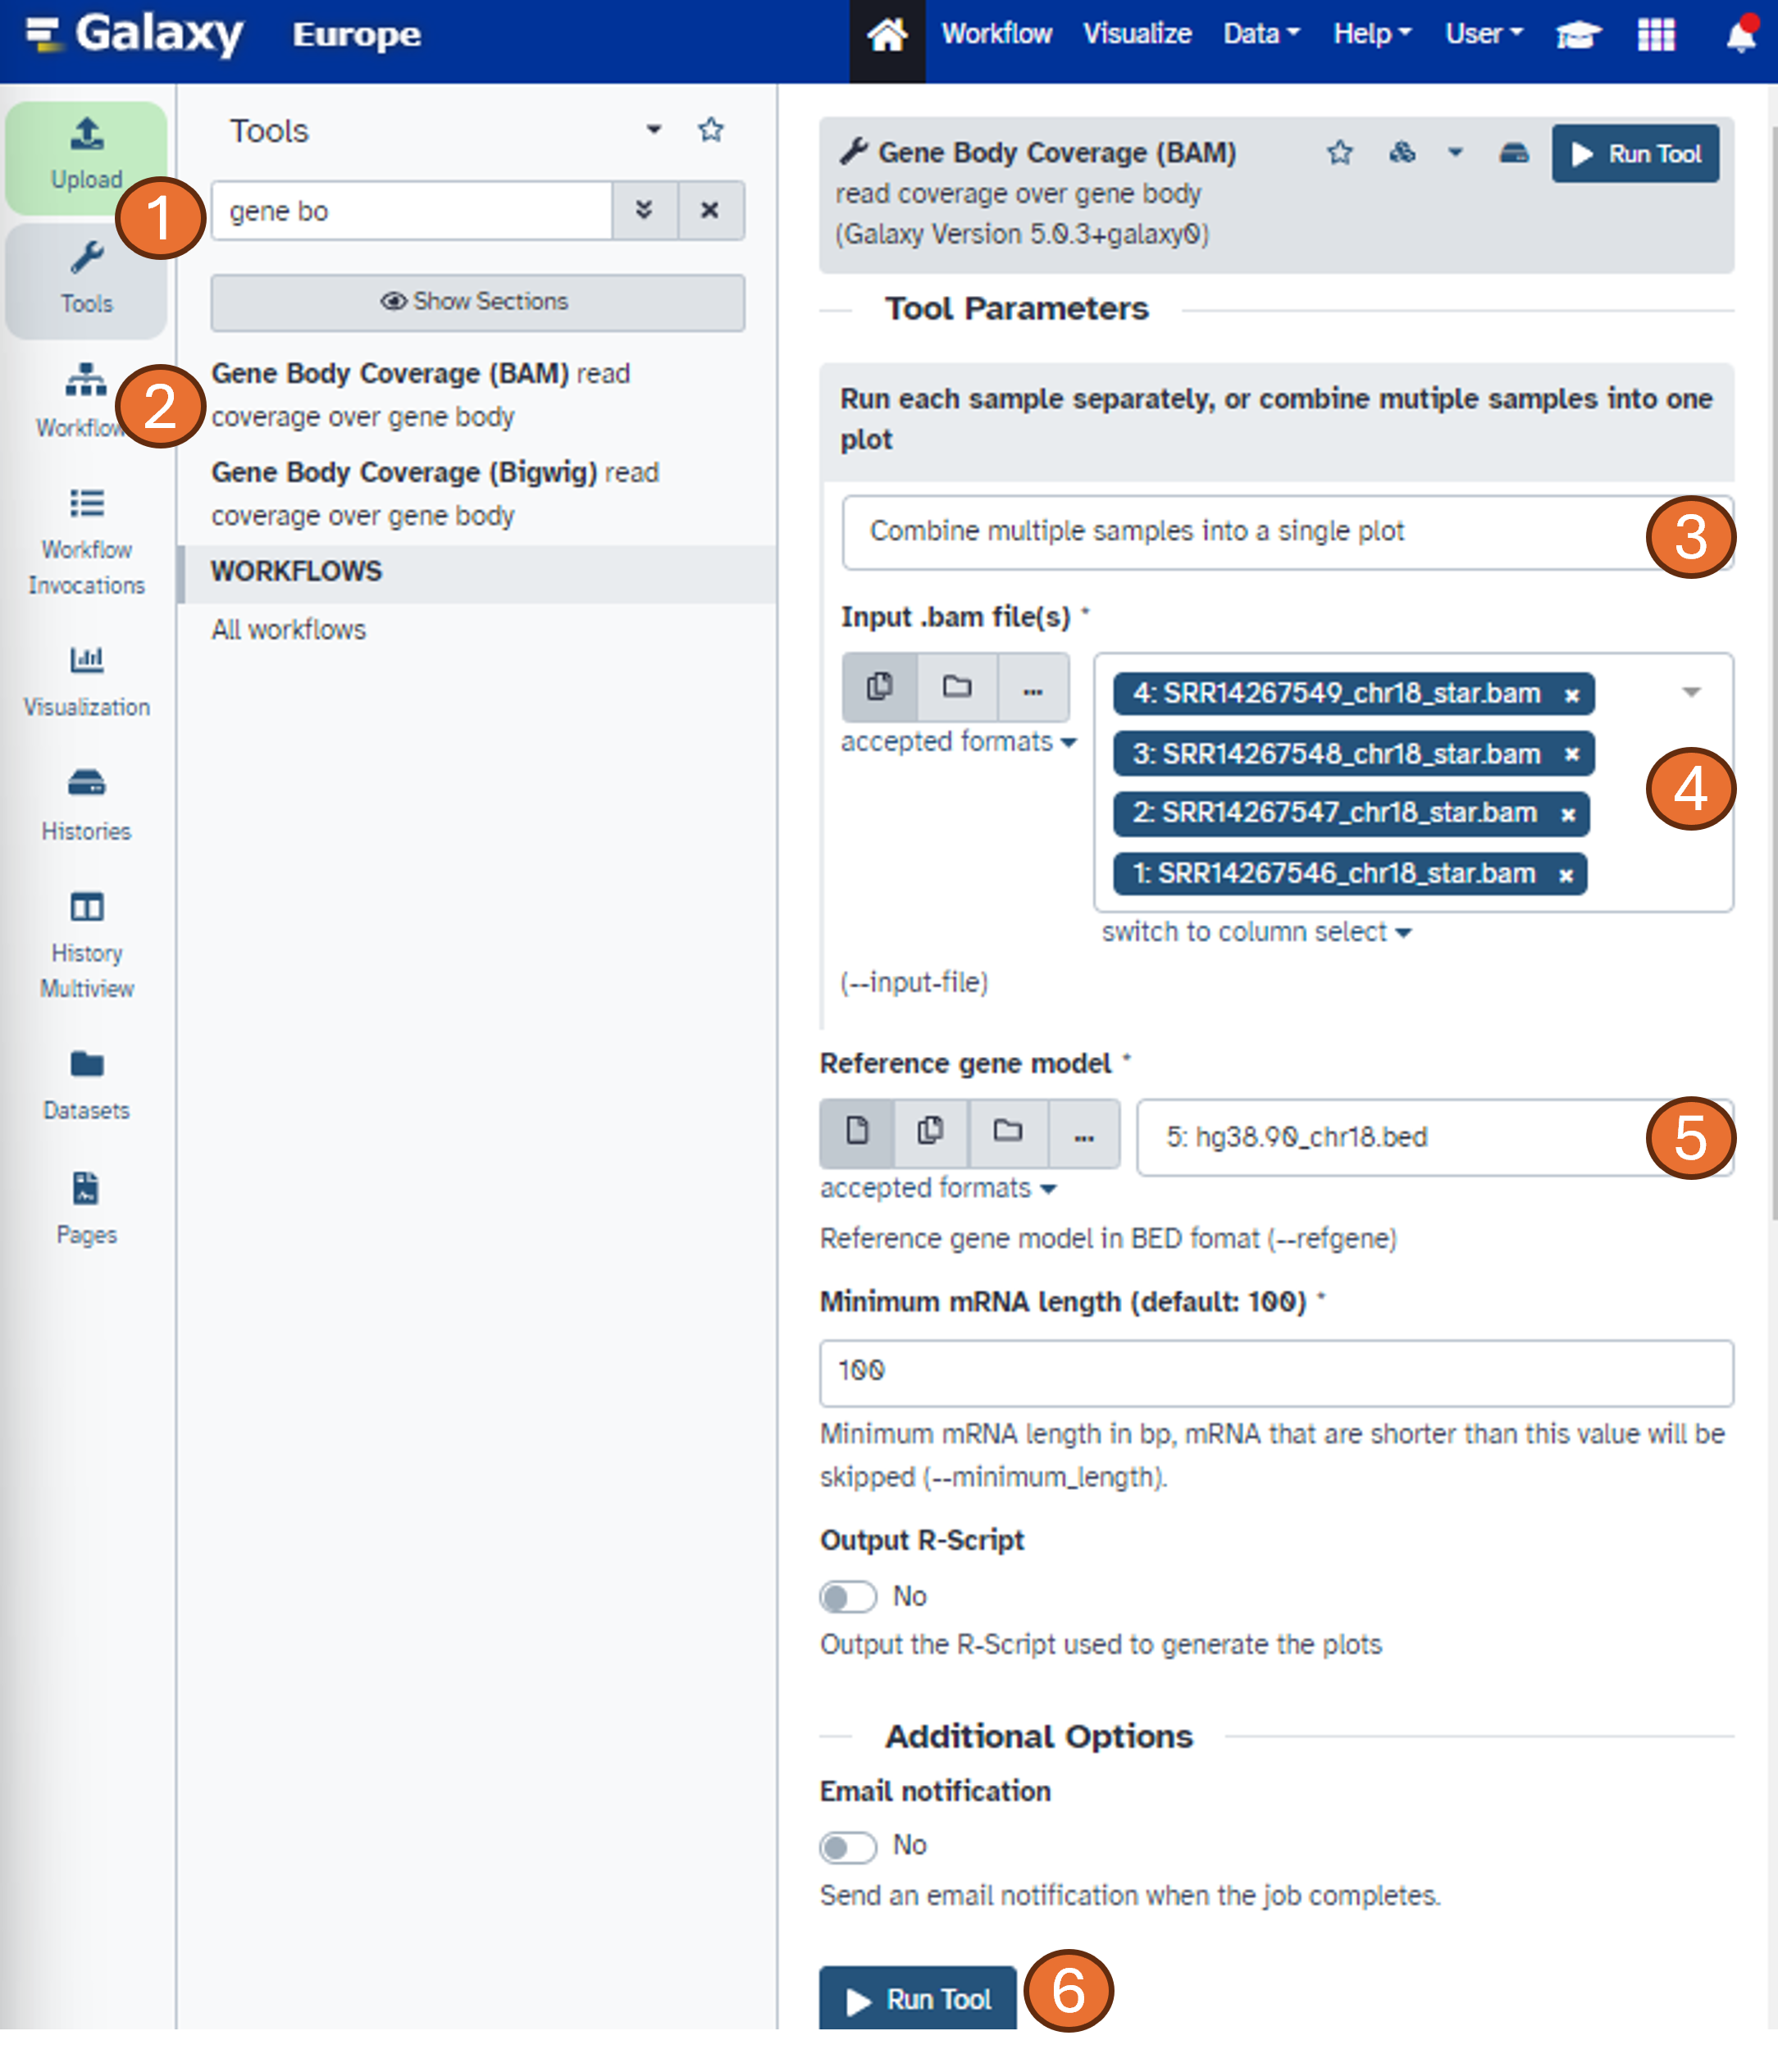 Galaxy Europe
Workflow Visualize Data Help User
Upload
Tools
Workflow
Workflow
Invocations
Visualization
Histories
History
Multiview
Datasets
Pages
1
2
Tools
gene bo
Show Sections
Gene Body Coverage (BAM) read
coverage over gene body
Gene Body Coverage (Bigwig) read
coverage over gene body
WORKFLOWS
All workflows
Gene Body Coverage (BAM)
Run Tool
read coverage over gene body
(Galaxy Version 5.0.3+galaxy0)
Tool Parameters
Run each sample separately, or combine mutiple samples into one
plot
Combine multiple samples into a single plot
3
Input .bam file(s) *
...
accepted formats
4: SRR14267549_chr18_star.bam ×
3: SRR14267548_chr18_star.bam ×
2: SRR14267547_chr18_star.bam ×
1: SRR14267546_chr18_star.bam ×
4
switch to column select
(--input-file)
Reference gene model *
...
5: hg38.90_chr18.bed
5
accepted formats
Reference gene model in BED fomat (--refgene)
Minimum mRNA length (default: 100) *
100
Minimum mRNA length in bp, mRNA that are shorter than this value will be
skipped (--minimum_length).
Output R-Script
No
Output the R-Script used to generate the plots
Additional Options
Email notification
No
Send an email notification when the job completes.
Run Tool
6